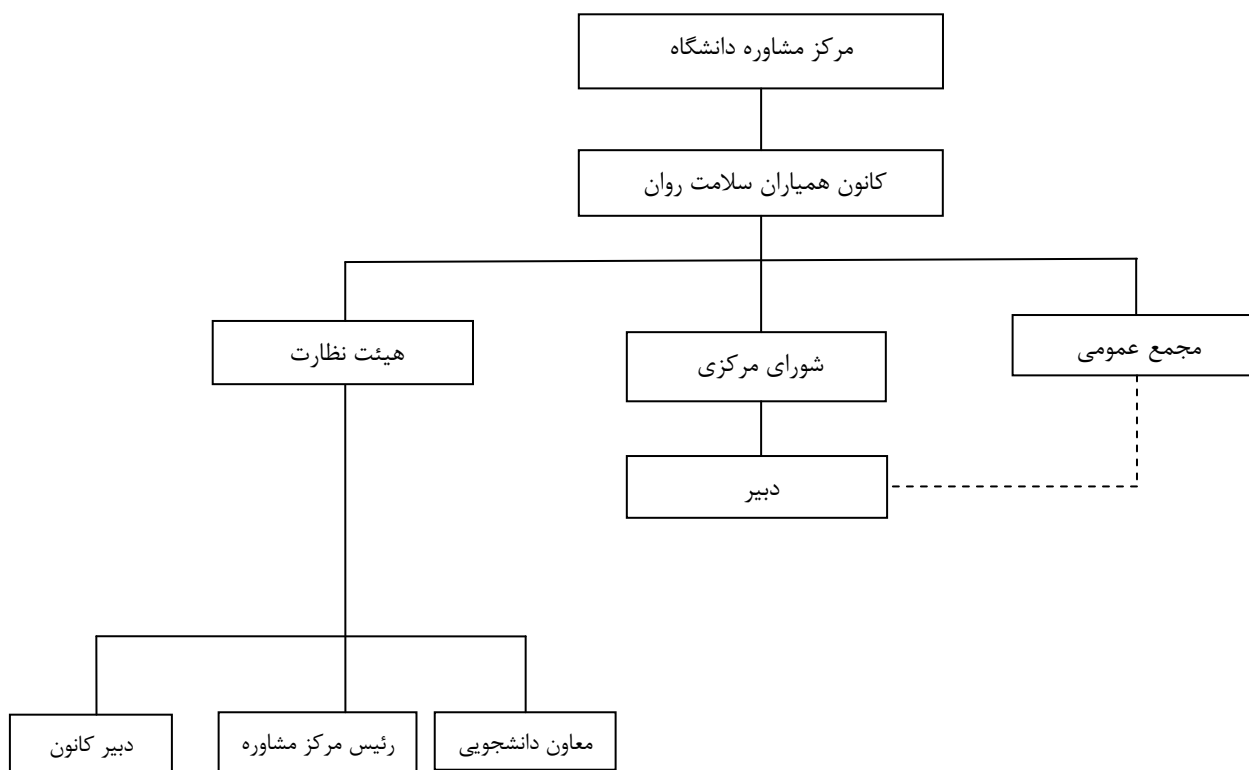 مرکز مشاوره دانشگاه
کانون همیاران سلامت روان
مجمع عمومی
شورای مرکزی
هیئت نظارت
دبیر
معاون دانشجویی
رئیس مرکز مشاوره
دبیر کانون